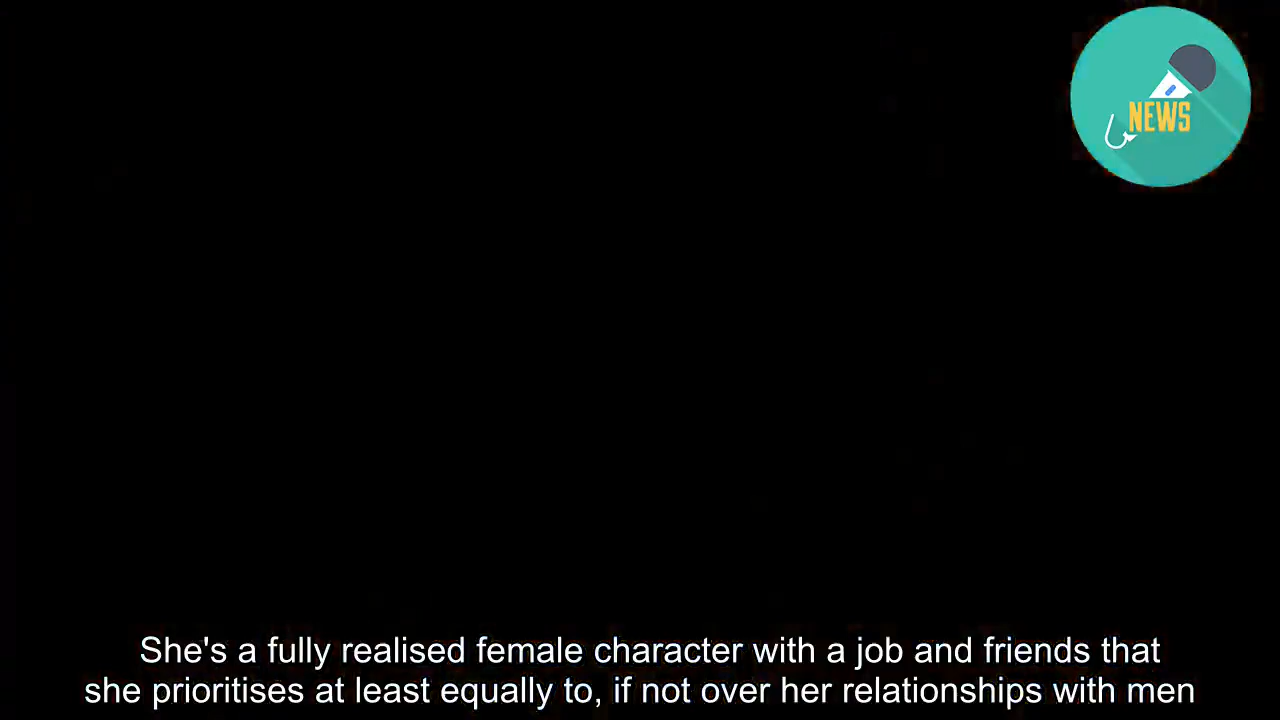 NEWS
She's a fully realised female character with a job and friends that
she prioritises at least equally to, if not over her relationships with men